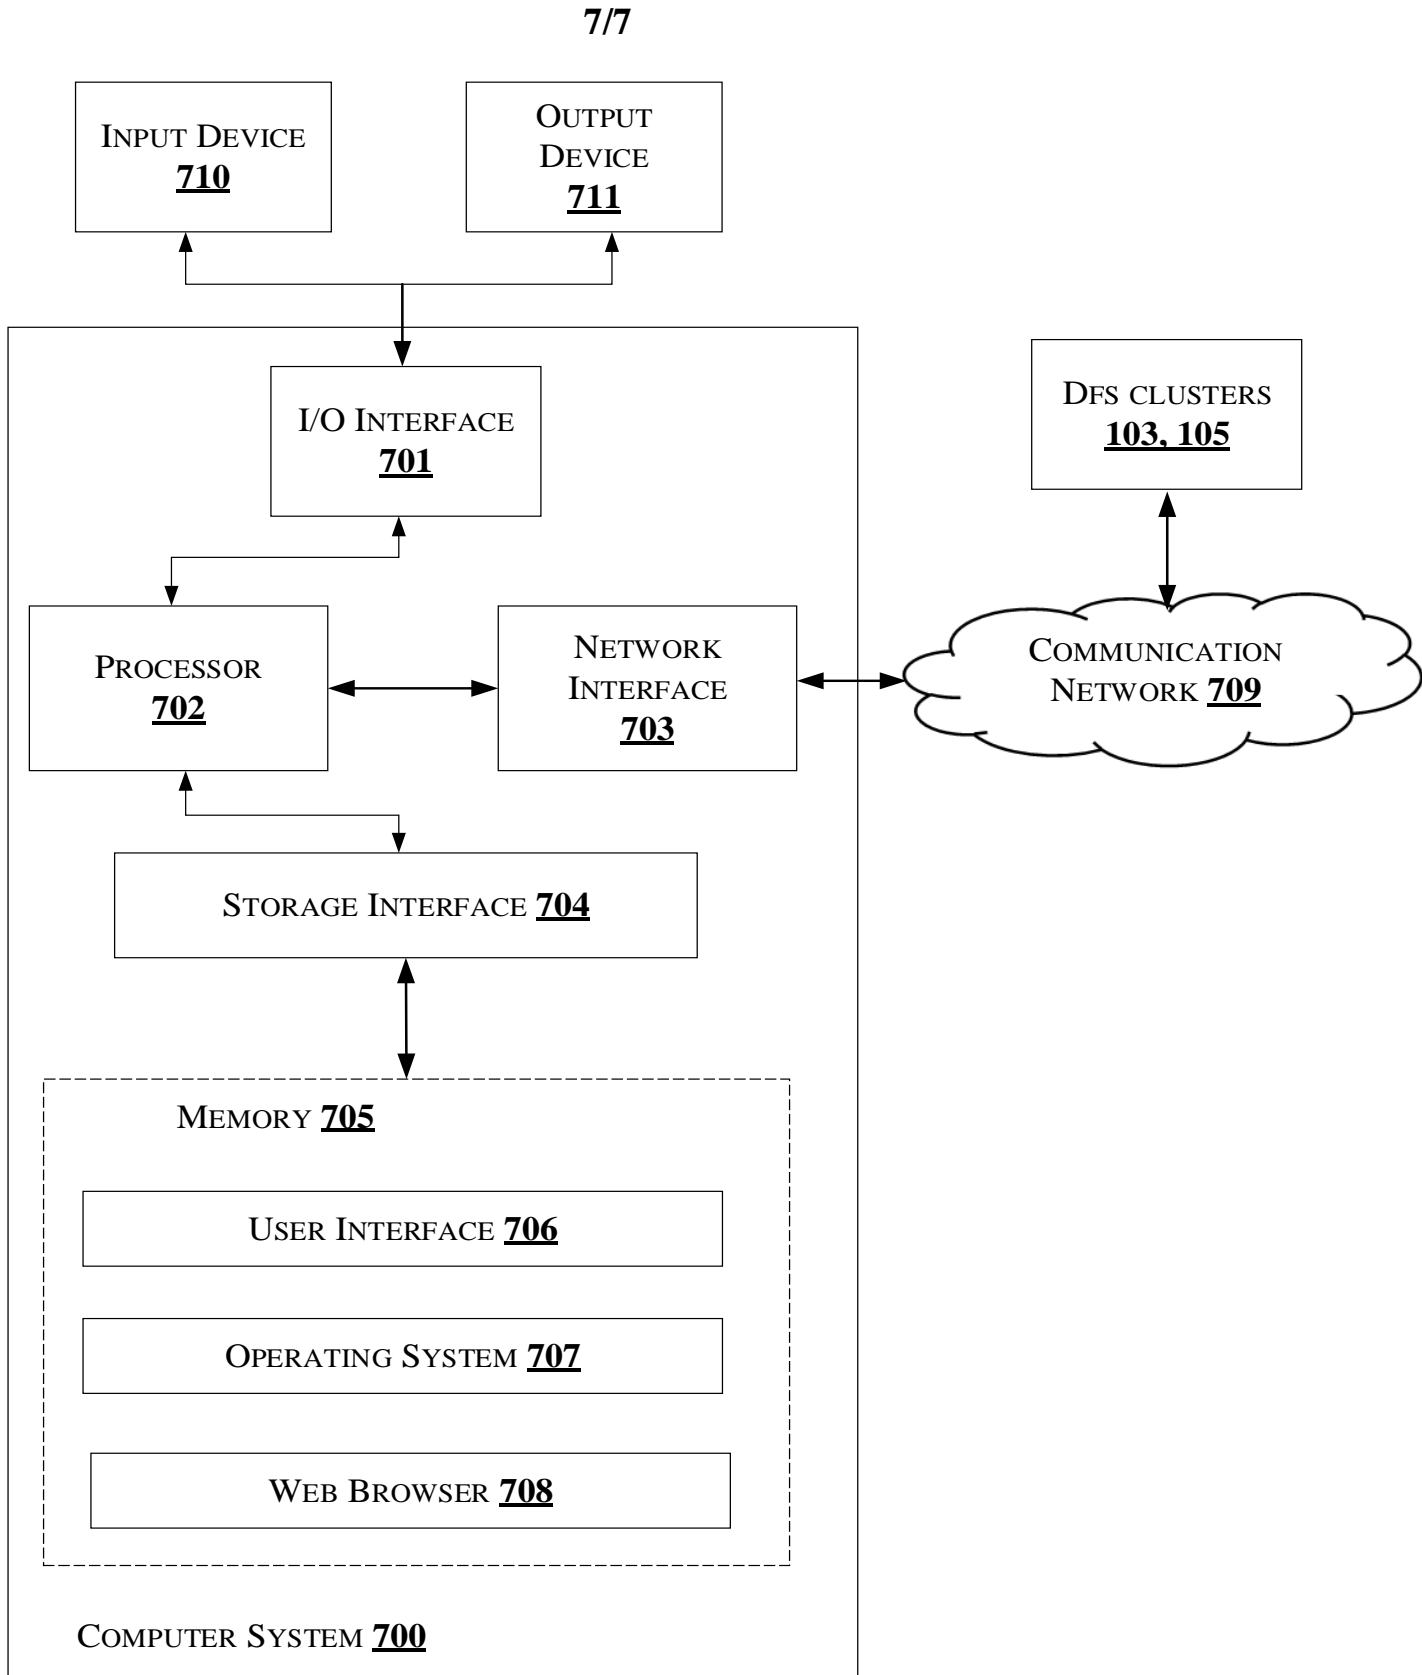 7/7
INPUT DEVICE
710
OUTPUT
DEVICE
711
I/O INTERFACE
701
DFS CLUSTERS
103, 105
PROCESSOR
702
NETWORK
INTERFACE
703
COMMUNICATION
NETWORK 709
STORAGE INTERFACE 704
MEMORY 705
USER INTERFACE 706
OPERATING SYSTEM 707
WEB BROWSER 708
COMPUTER SYSTEM 700